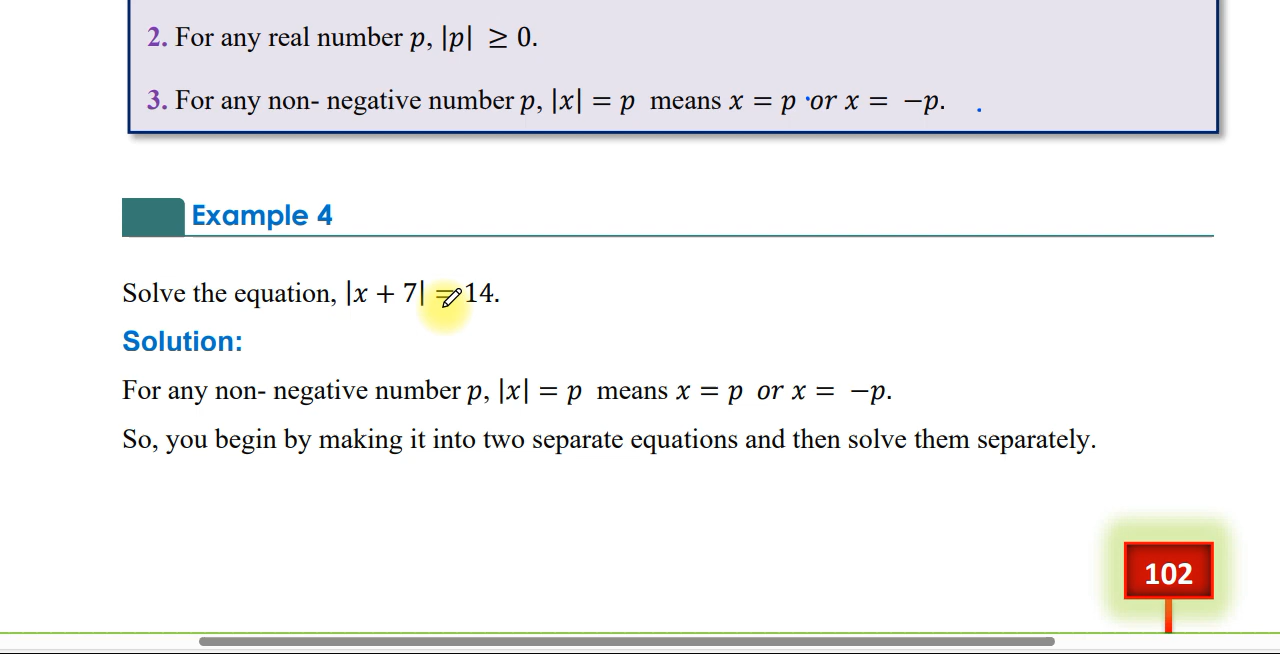 2. For any real number p, |p| ≥ 0.
3. For any non- negative number p, |x| = p means x = p or x = −p.
Example 4
Solve the equation, |x + 7| = 14.
Solution:
For any non- negative number p, |x| = p means x = p or x = −p.
So, you begin by making it into two separate equations and then solve them separately.
102